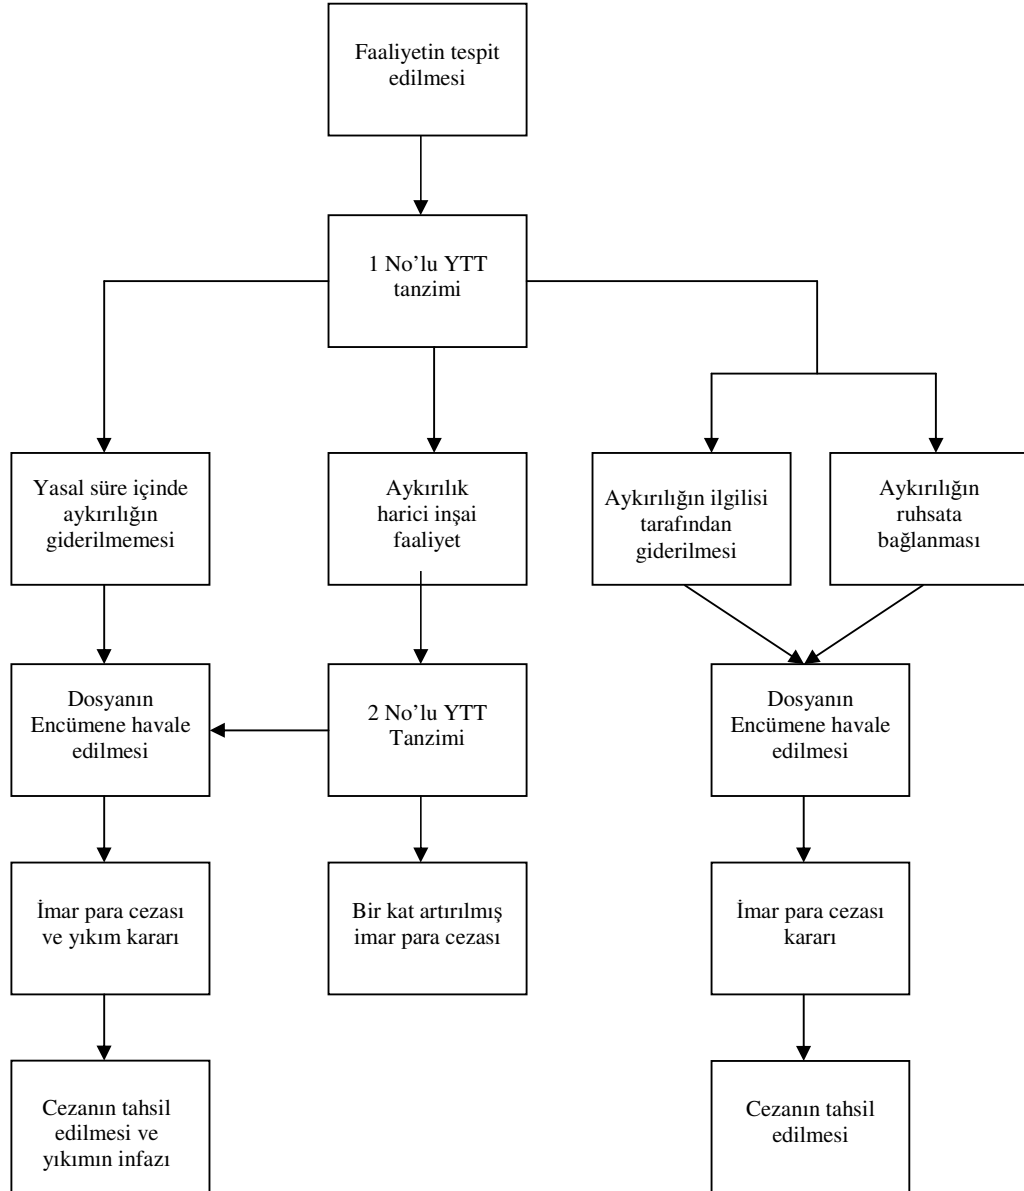 Faaliyetin tespit
edilmesi
1 No’lu YTT
tanzimi
Yasal süre içinde
aykırılığın
giderilmemesi
Aykırılık
harici inşai
faaliyet
Aykırılığın ilgilisi
tarafından
giderilmesi
Aykırılığın
ruhsata
bağlanması
Dosyanın
Encümene havale
edilmesi
2 No’lu YTT
Tanzimi
Dosyanın
Encümene havale
edilmesi
İmar para cezası
ve yıkım kararı
Bir kat artırılmış
imar para cezası
İmar para cezası
kararı
Cezanın tahsil
edilmesi ve
yıkımın infazı
Cezanın tahsil
edilmesi